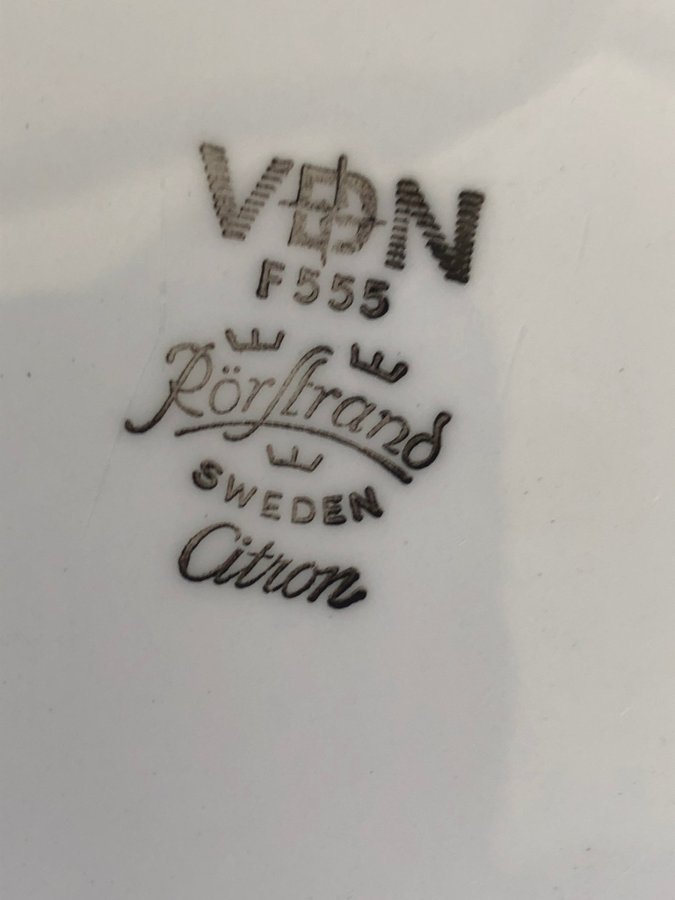 VDN
F555
Rörstrand
SWEDEN
Citron